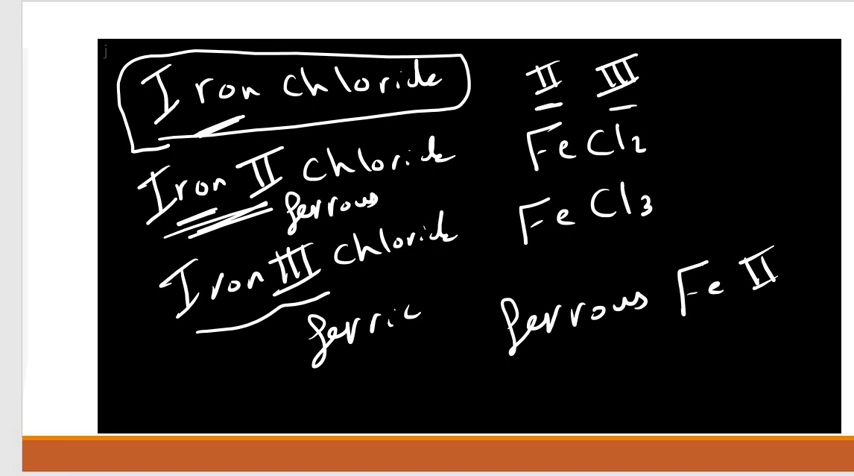 j
Iron chloride II III
Iron II chloride FeCl2
ferrous
Iron III chloride FeCl3
ferric ferrous Fe II